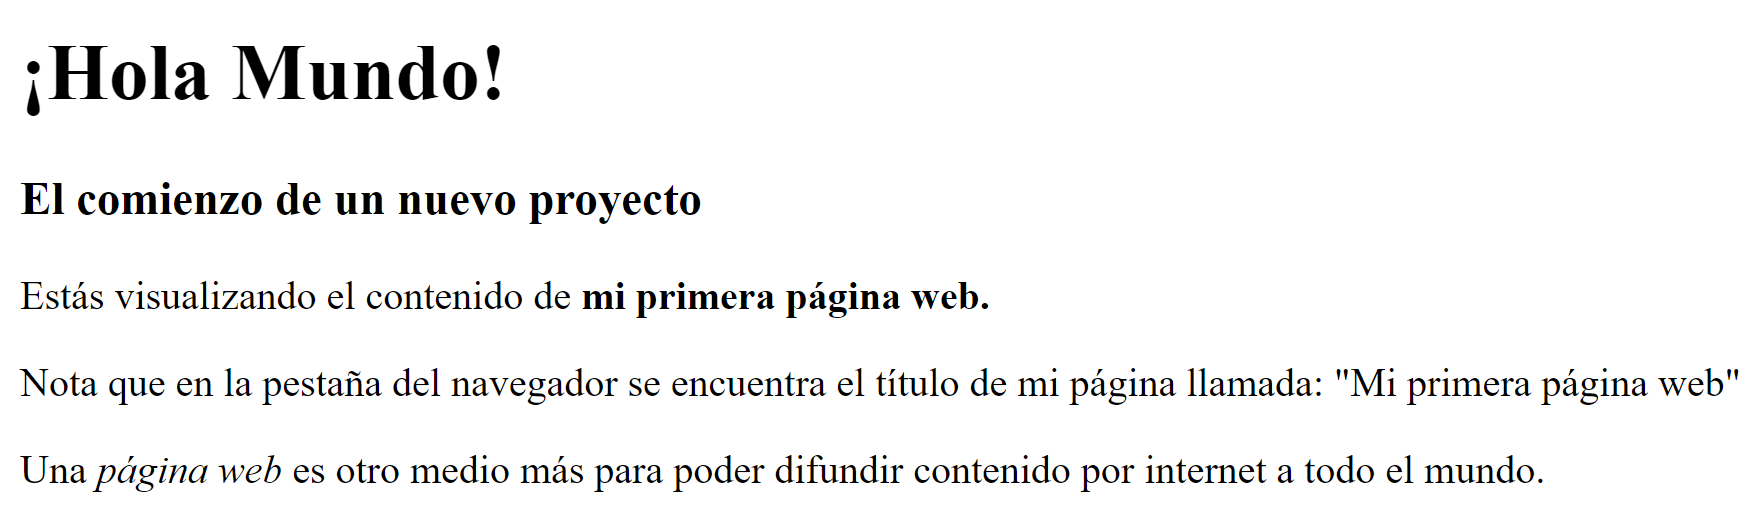 ¡Hola Mundo!
El comienzo de un nuevo proyecto
Estás visualizando el contenido de mi primera página web.
Nota que en la pestaña del navegador se encuentra el título de mi página llamada: "Mi primera página web"
Una página web es otro medio más para poder difundir contenido por internet a todo el mundo.